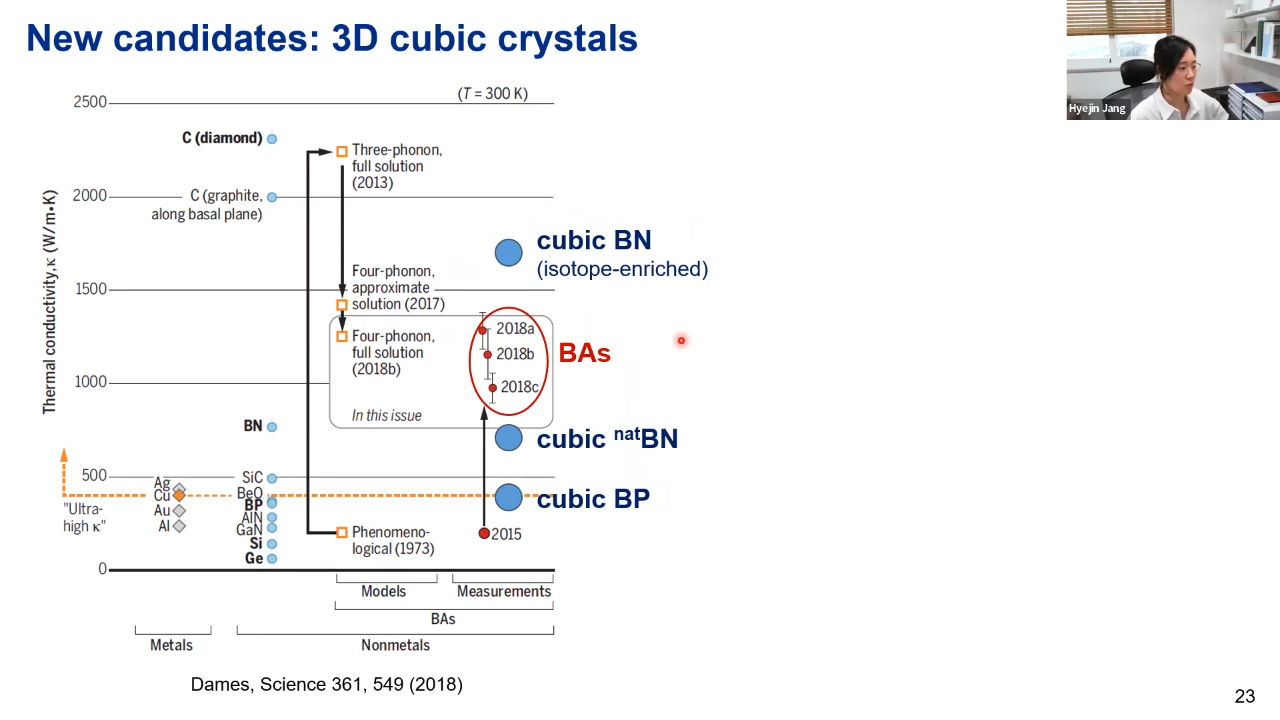 New candidates: 3D cubic crystals
Hyejin Jang
(T = 300 K)
Thermal conductivity, κ (W/m•K)
2500
2000
1500
1000
500
0
C (diamond)
C (graphite,
along basal plane)
BN
SiC
BeO
BP
AlN
GaN
Si
Ge
Ag
Cu
Au
Al
"Ultra-
high κ"
Three-phonon,
full solution
(2013)
Four-phonon,
approximate
solution (2017)
Four-phonon,
full solution
(2018b)
In this issue
Phenomeno-
logical (1973)
2018a
2018b
2018c
2015
cubic BN
(isotope-enriched)
BAs
cubic natBN
cubic BP
Models
Measurements
BAs
Metals
Nonmetals
Dames, Science 361, 549 (2018)
23